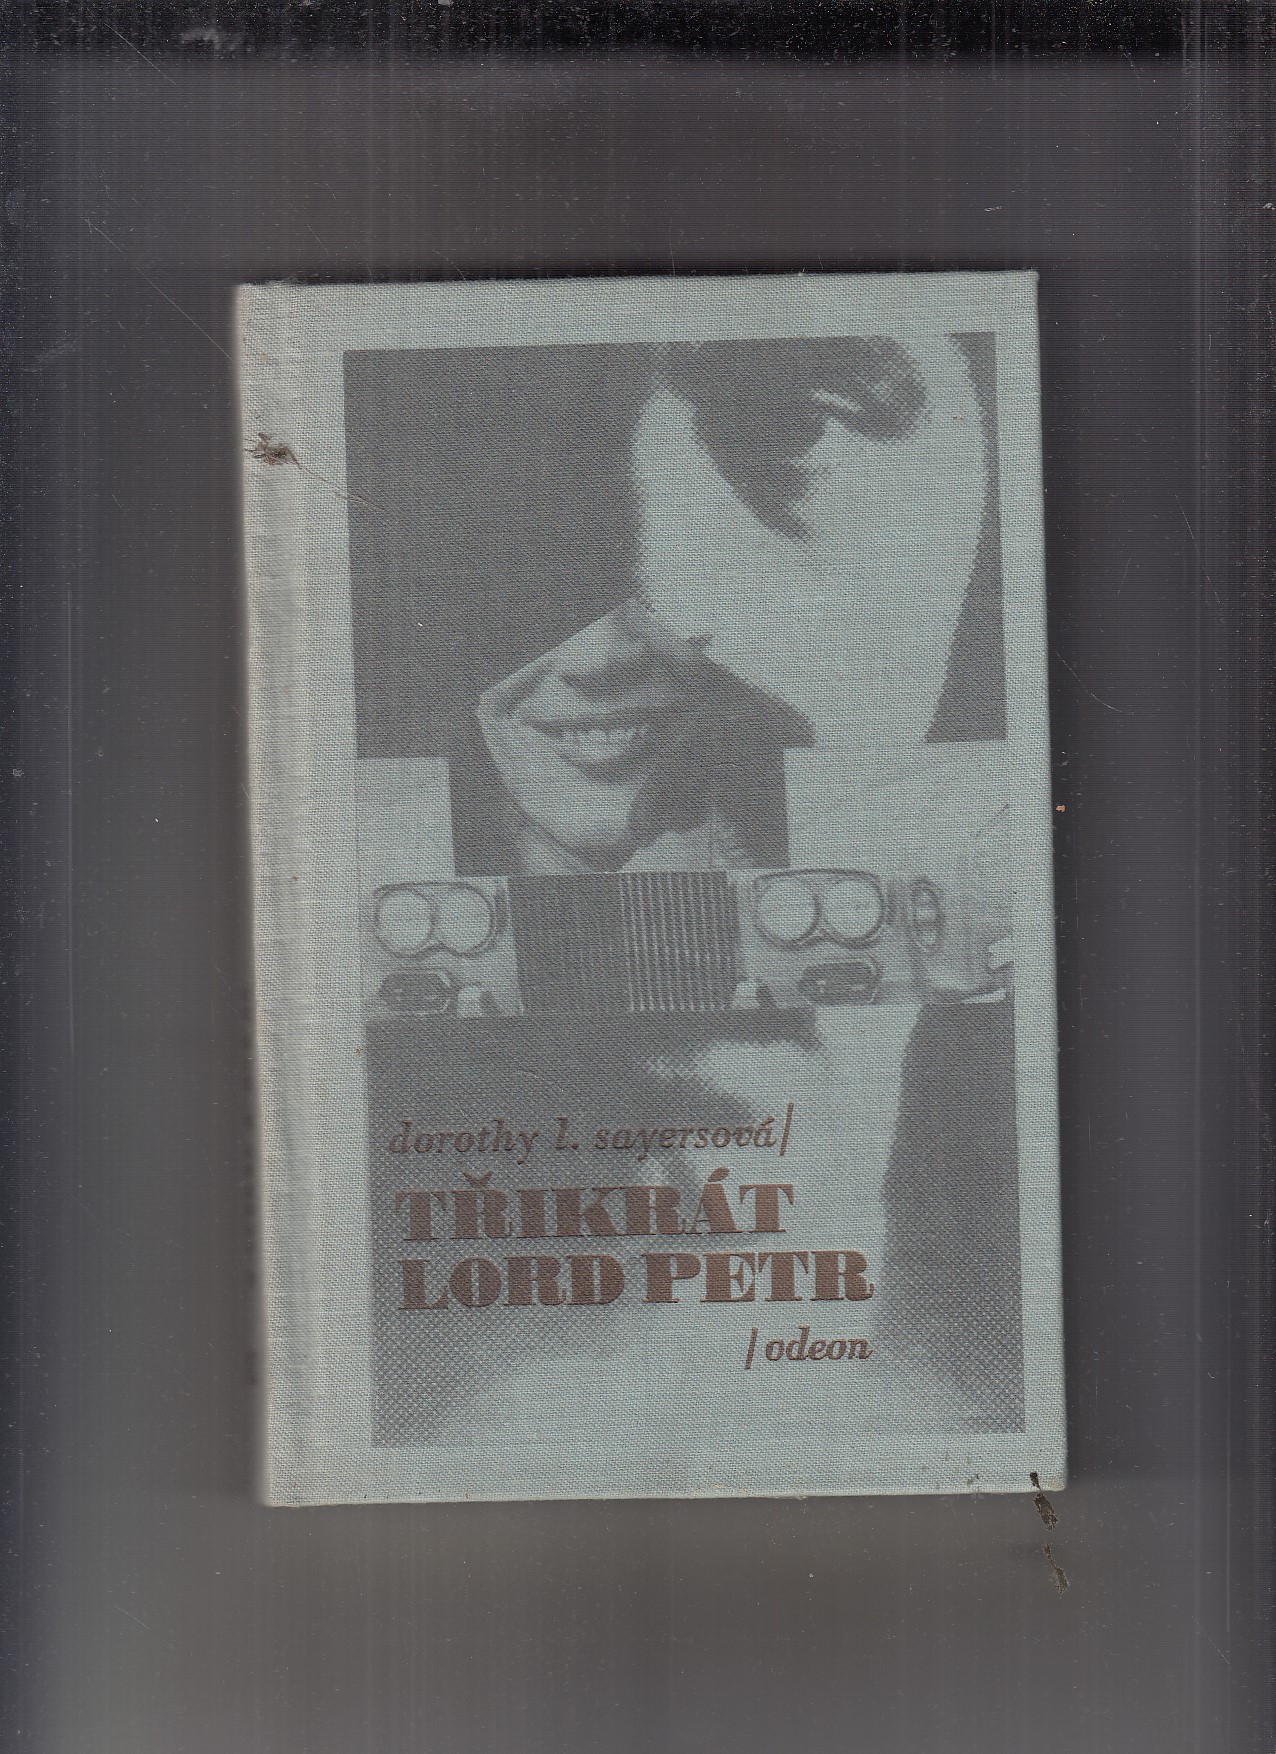 dorothy l. sayersová/
TŘIKRÁT
LORD PETR
/odeon